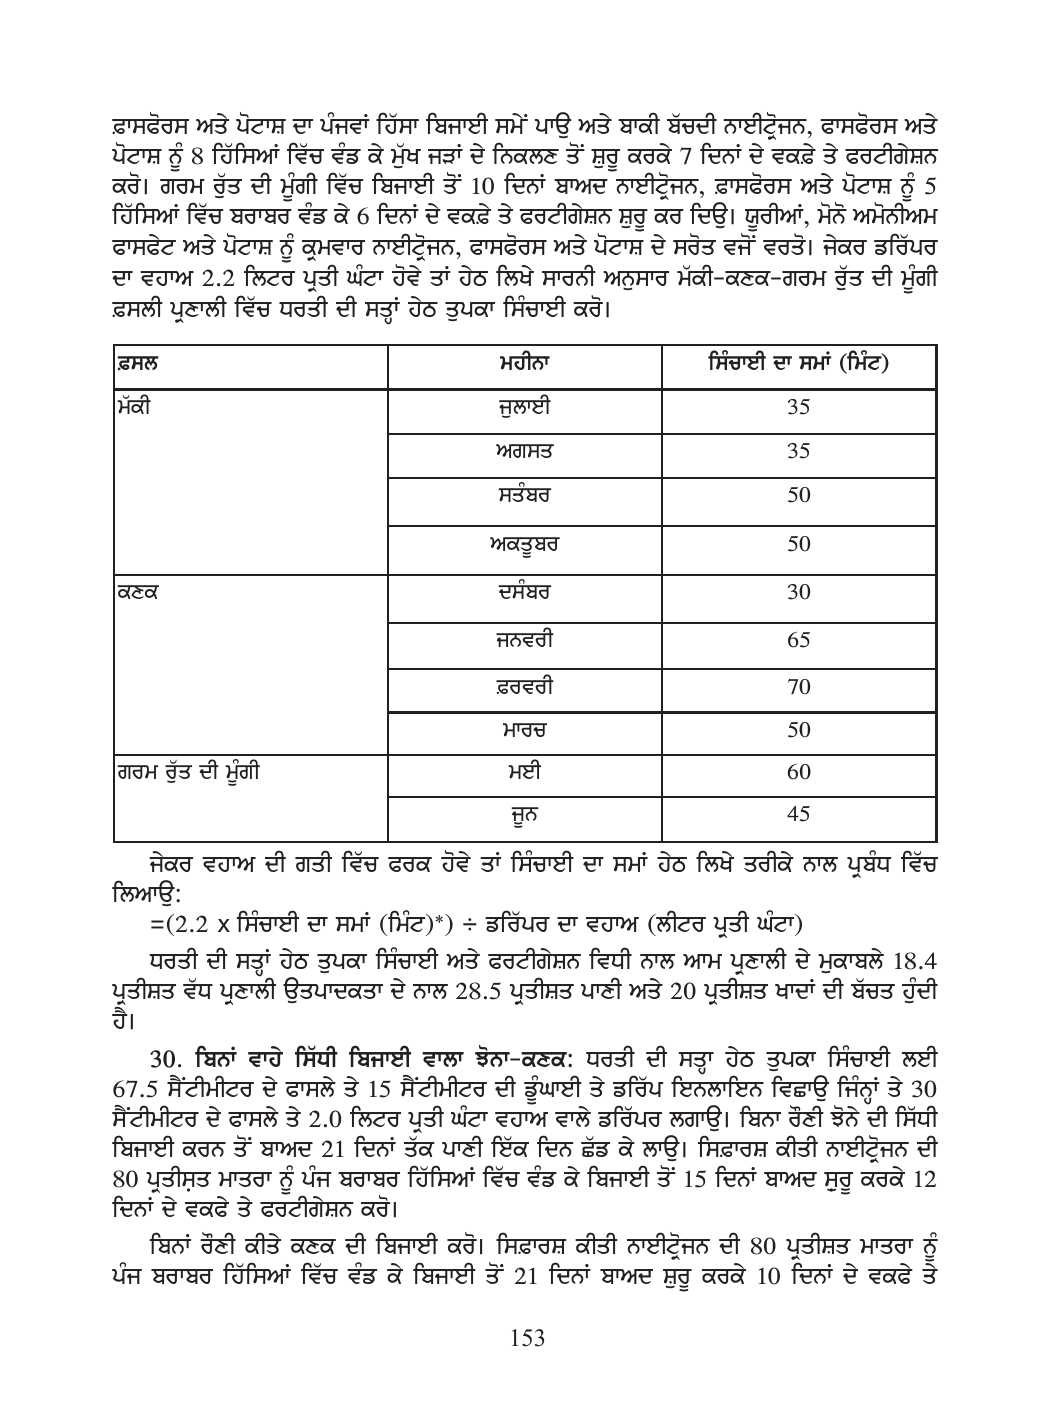 ਫ਼ਾਸਫੋਰਸ ਅਤੇ ਪੋਟਾਸ਼ ਦਾ ਪੰਜਵਾਂ ਹਿੱਸਾ ਬਿਜਾਈ ਸਮੇਂ ਪਾਉ ਅਤੇ ਬਾਕੀ ਬੱਚਦੀ ਨਾਈਟ੍ਰੋਜਨ, ਫਾਸਫੋਰਸ ਅਤੇ
ਪੋਟਾਸ਼ ਨੂੰ 8 ਹਿੱਸਿਆਂ ਵਿੱਚ ਵੰਡ ਕੇ ਮੁੱਖ ਜੜਾਂ ਦੇ ਨਿਕਲਣ ਤੋਂ ਸ਼ੁਰੂ ਕਰਕੇ 7 ਦਿਨਾਂ ਦੇ ਵਕਫ਼ੇ ਤੇ ਫਰਟੀਗੇਸ਼ਨ
ਕਰੋ। ਗਰਮ ਰੁੱਤ ਦੀ ਮੂੰਗੀ ਵਿੱਚ ਬਿਜਾਈ ਤੋਂ 10 ਦਿਨਾਂ ਬਾਅਦ ਨਾਈਟ੍ਰੋਜਨ, ਫ਼ਾਸਫੋਰਸ ਅਤੇ ਪੋਟਾਸ਼ ਨੂੰ 5
ਹਿੱਸਿਆਂ ਵਿੱਚ ਬਰਾਬਰ ਵੰਡ ਕੇ 6 ਦਿਨਾਂ ਦੇ ਵਕਫ਼ੇ ਤੇ ਫਰਟੀਗੇਸ਼ਨ ਸ਼ੁਰੂ ਕਰ ਦਿਉ। ਯੂਰੀਆਂ, ਮੋਨੋ ਅਮੋਨੀਅਮ
ਫਾਸਫੇਟ ਅਤੇ ਪੋਟਾਸ਼ ਨੂੰ ਕ੍ਰਮਵਾਰ ਨਾਈਟ੍ਰੋਜਨ, ਫਾਸਫੋਰਸ ਅਤੇ ਪੋਟਾਸ਼ ਦੇ ਸਰੋਤ ਵਜੋਂ ਵਰਤੋ। ਜੇਕਰ ਡਰਿੱਪਰ
ਦਾ ਵਹਾਅ 2.2 ਲਿਟਰ ਪ੍ਰਤੀ ਘੰਟਾ ਹੋਵੇ ਤਾਂ ਹੇਠ ਲਿਖੇ ਸਾਰਨੀ ਅਨੁਸਾਰ ਮੱਕੀ-ਕਣਕ-ਗਰਮ ਰੁੱਤ ਦੀ ਮੂੰਗੀ
ਫ਼ਸਲੀ ਪ੍ਰਣਾਲੀ ਵਿੱਚ ਧਰਤੀ ਦੀ ਸਤ੍ਹਾਂ ਹੇਠ ਤੁਪਕਾ ਸਿੰਚਾਈ ਕਰੋ।
ਫ਼ਸਲ ਮਹੀਨਾ ਸਿੰਚਾਈ ਦਾ ਸਮਾਂ (ਮਿੰਟ)
ਮੱਕੀ ਜੁਲਾਈ 35
ਅਗਸਤ 35
ਸਤੰਬਰ 50
ਅਕਤੂਬਰ 50
ਕਣਕ ਦਸੰਬਰ 30
ਜਨਵਰੀ 65
ਫ਼ਰਵਰੀ 70
ਮਾਰਚ 50
ਗਰਮ ਰੁੱਤ ਦੀ ਮੂੰਗੀ ਮਈ 60
ਜੂਨ 45
ਜੇਕਰ ਵਹਾਅ ਦੀ ਗਤੀ ਵਿੱਚ ਫਰਕ ਹੋਵੇ ਤਾਂ ਸਿੰਚਾਈ ਦਾ ਸਮਾਂ ਹੇਠ ਲਿਖੇ ਤਰੀਕੇ ਨਾਲ ਪ੍ਰਬੰਧ ਵਿੱਚ
ਲਿਆਉ:
=(2.2 x ਸਿੰਚਾਈ ਦਾ ਸਮਾਂ (ਮਿੰਟ)*) ÷ ਡਰਿੱਪਰ ਦਾ ਵਹਾਅ (ਲੀਟਰ ਪ੍ਰਤੀ ਘੰਟਾ)
ਧਰਤੀ ਦੀ ਸਤ੍ਹਾਂ ਹੇਠ ਤੁਪਕਾ ਸਿੰਚਾਈ ਅਤੇ ਫਰਟੀਗੇਸ਼ਨ ਵਿਧੀ ਨਾਲ ਆਮ ਪ੍ਰਣਾਲੀ ਦੇ ਮੁਕਾਬਲੇ 18.4
ਪ੍ਰਤੀਸ਼ਤ ਵੱਧ ਪ੍ਰਣਾਲੀ ਉਤਪਾਦਕਤਾ ਦੇ ਨਾਲ 28.5 ਪ੍ਰਤੀਸ਼ਤ ਪਾਣੀ ਅਤੇ 20 ਪ੍ਰਤੀਸ਼ਤ ਖਾਦਾਂ ਦੀ ਬੱਚਤ ਹੁੰਦੀ
ਹੈ।
30. ਬਿਨਾਂ ਵਾਹੇ ਸਿੱਧੀ ਬਿਜਾਈ ਵਾਲਾ ਝੋਨਾ-ਕਣਕ: ਧਰਤੀ ਦੀ ਸਤ੍ਹਾ ਹੇਠ ਤੁਪਕਾ ਸਿੰਚਾਈ ਲਈ
67.5 ਸੈਂਟੀਮੀਟਰ ਦੇ ਫਾਸਲੇ ਤੇ 15 ਸੈਂਟੀਮੀਟਰ ਦੀ ਡੂੰਘਾਈ ਤੇ ਡਰਿੱਪ ਇਨਲਾਇਨ ਵਿਛਾਉ ਜਿੰਨ੍ਹਾਂ ਤੇ 30
ਸੈਂਟੀਮੀਟਰ ਦੇ ਫਾਸਲੇ ਤੇ 2.0 ਲਿਟਰ ਪ੍ਰਤੀ ਘੰਟਾ ਵਹਾਅ ਵਾਲੇ ਡਰਿੱਪਰ ਲਗਾਉ। ਬਿਨਾ ਰੌਣੀ ਝੋਨੇ ਦੀ ਸਿੱਧੀ
ਬਿਜਾਈ ਕਰਨ ਤੋਂ ਬਾਅਦ 21 ਦਿਨਾਂ ਤੱਕ ਪਾਣੀ ਇੱਕ ਦਿਨ ਛੱਡ ਕੇ ਲਾਉ। ਸਿਫ਼ਾਰਸ਼ ਕੀਤੀ ਨਾਈਟ੍ਰੋਜਨ ਦੀ
80 ਪ੍ਰਤੀਸ਼ਤ ਮਾਤਰਾ ਨੂੰ ਪੰਜ ਬਰਾਬਰ ਹਿੱਸਿਆਂ ਵਿੱਚ ਵੰਡ ਕੇ ਬਿਜਾਈ ਤੋਂ 15 ਦਿਨਾਂ ਬਾਅਦ ਸ਼ੁਰੂ ਕਰਕੇ 12
ਦਿਨਾਂ ਦੇ ਵਕਫੇ ਤੇ ਫਰਟੀਗੇਸ਼ਨ ਕਰੋ।
ਬਿਨਾਂ ਰੌਣੀ ਕੀਤੇ ਕਣਕ ਦੀ ਬਿਜਾਈ ਕਰੋ। ਸਿਫ਼ਾਰਸ਼ ਕੀਤੀ ਨਾਈਟ੍ਰੋਜਨ ਦੀ 80 ਪ੍ਰਤੀਸ਼ਤ ਮਾਤਰਾ ਨੂੰ
ਪੰਜ ਬਰਾਬਰ ਹਿੱਸਿਆਂ ਵਿੱਚ ਵੰਡ ਕੇ ਬਿਜਾਈ ਤੋਂ 21 ਦਿਨਾਂ ਬਾਅਦ ਸ਼ੁਰੂ ਕਰਕੇ 10 ਦਿਨਾਂ ਦੇ ਵਕਫੇ ਤੇ
153